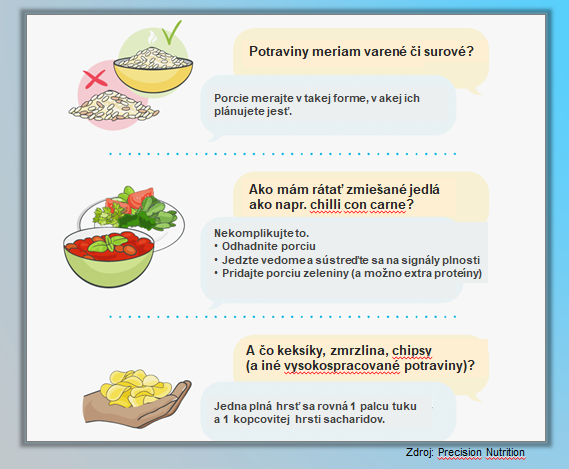 Potraviny meriam varené či surové?
Porcie merajte v takej forme, v akej ich
plánujete jesť.
Ako mám rátať zmiešané jedlá
ako napr. chilli con carne?
Nekomplikujte to.
• Odhadnite porciu
• Jedzte vedome a sústreďte sa na signály plnosti
• Pridajte porciu zeleniny (a možno extra proteíny)
A čo keksíky, zmrzlina, chipsy
(a iné vysokospracované potraviny)?
Jedna plná hrsť sa rovná 1 palcu tuku
a 1 kopcovitej hrsti sacharidov.
Zdroj: Precision Nutrition